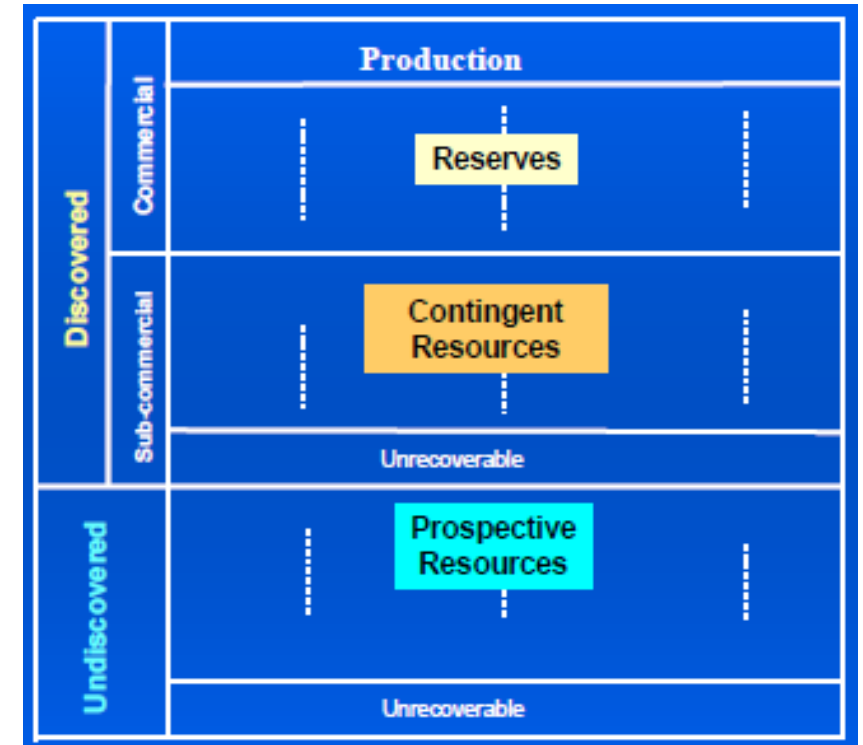 Production
Discovered
Commercial
Reserves
Sub-commercial
Contingent
Resources
Unrecoverable
Undiscovered
Prospective
Resources
Unrecoverable